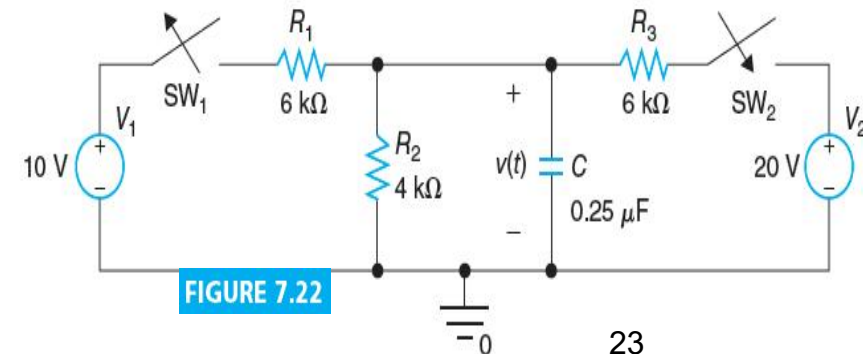 R1
R3
SW1
6 kΩ
+
6 kΩ
SW2
V1
V2
+
R2
+
10 V
v(t)
C
20 V
−
4 kΩ
−
0.25 μF
−
FIGURE 7.22
0
23